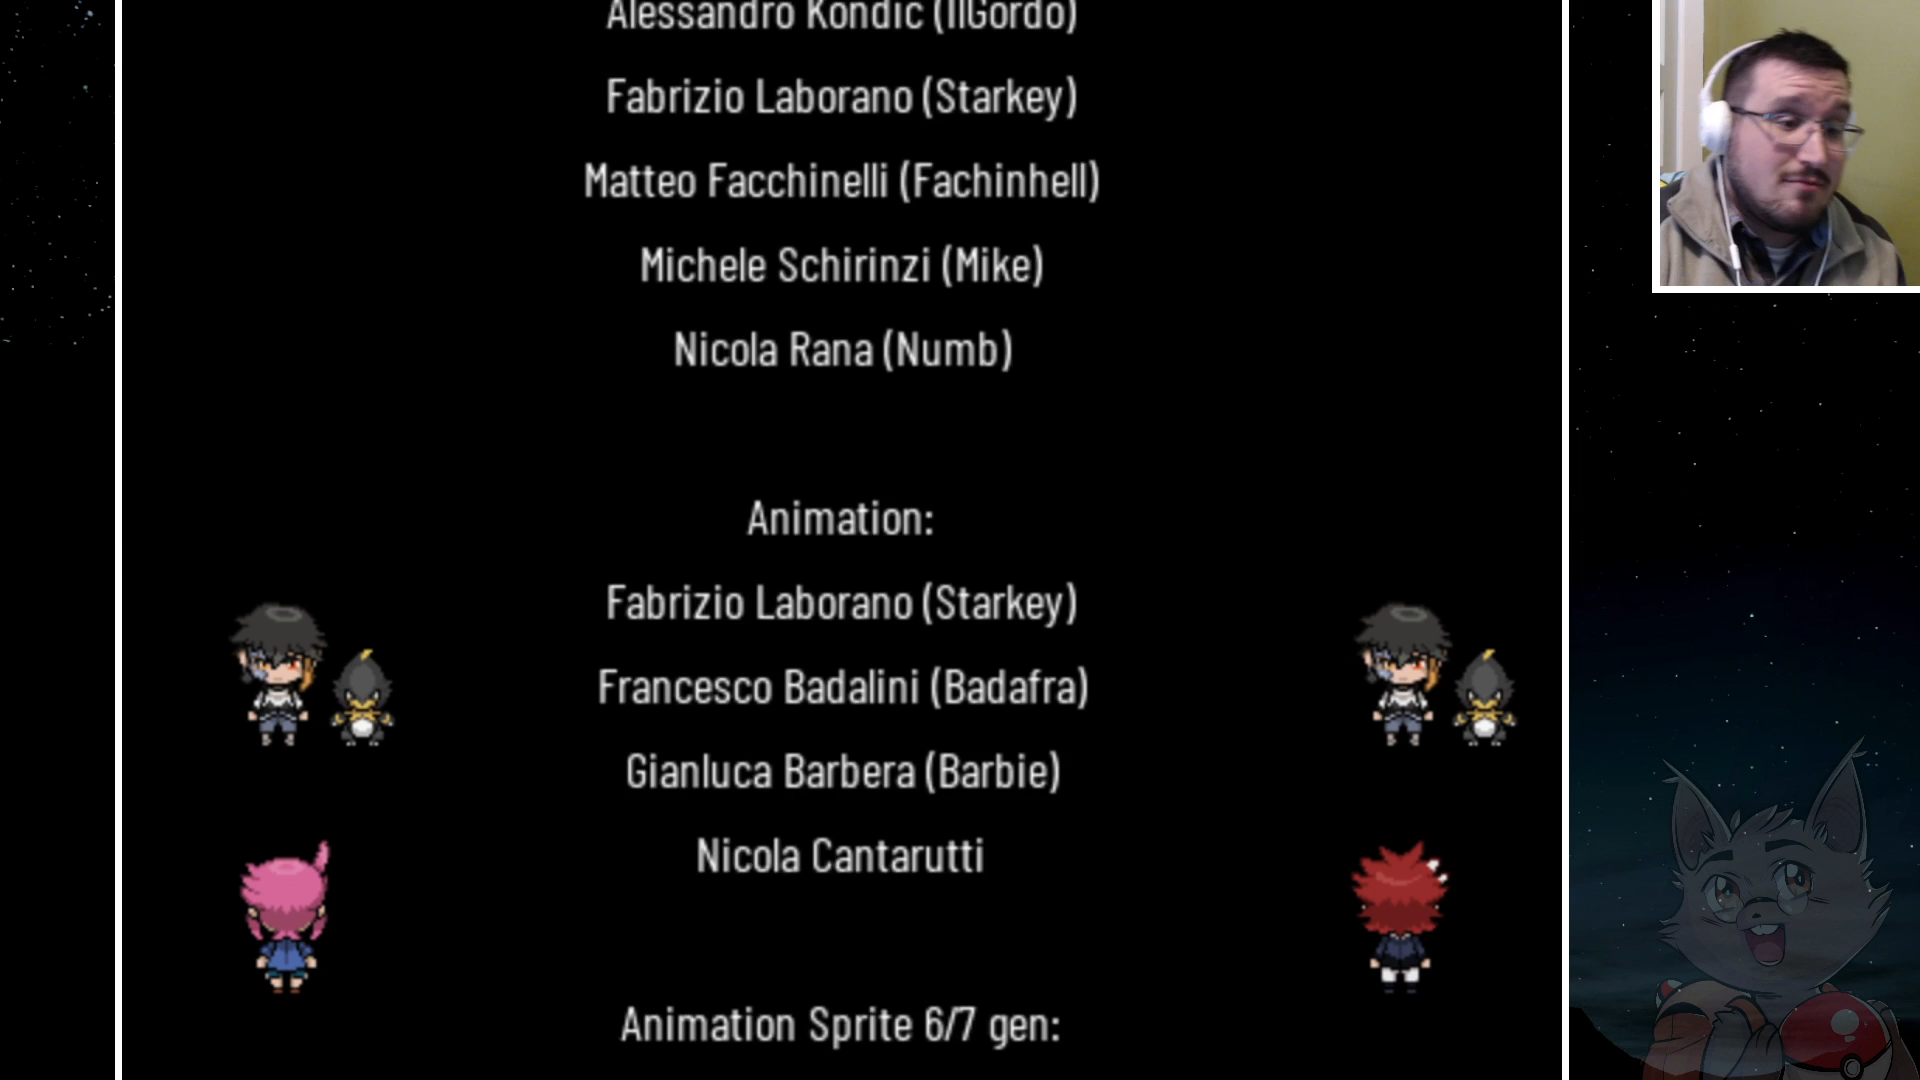 Alessandro Kondic (IlGordo)
Fabrizio Laborano (Starkey)
Matteo Facchinelli (Fachinhell)
Michele Schirinzi (Mike)
Nicola Rana (Numb)
Animation:
Fabrizio Laborano (Starkey)
Francesco Badalini (Badafra)
Gianluca Barbera (Barbie)
Nicola Cantarutti
Animation Sprite 6/7 gen: